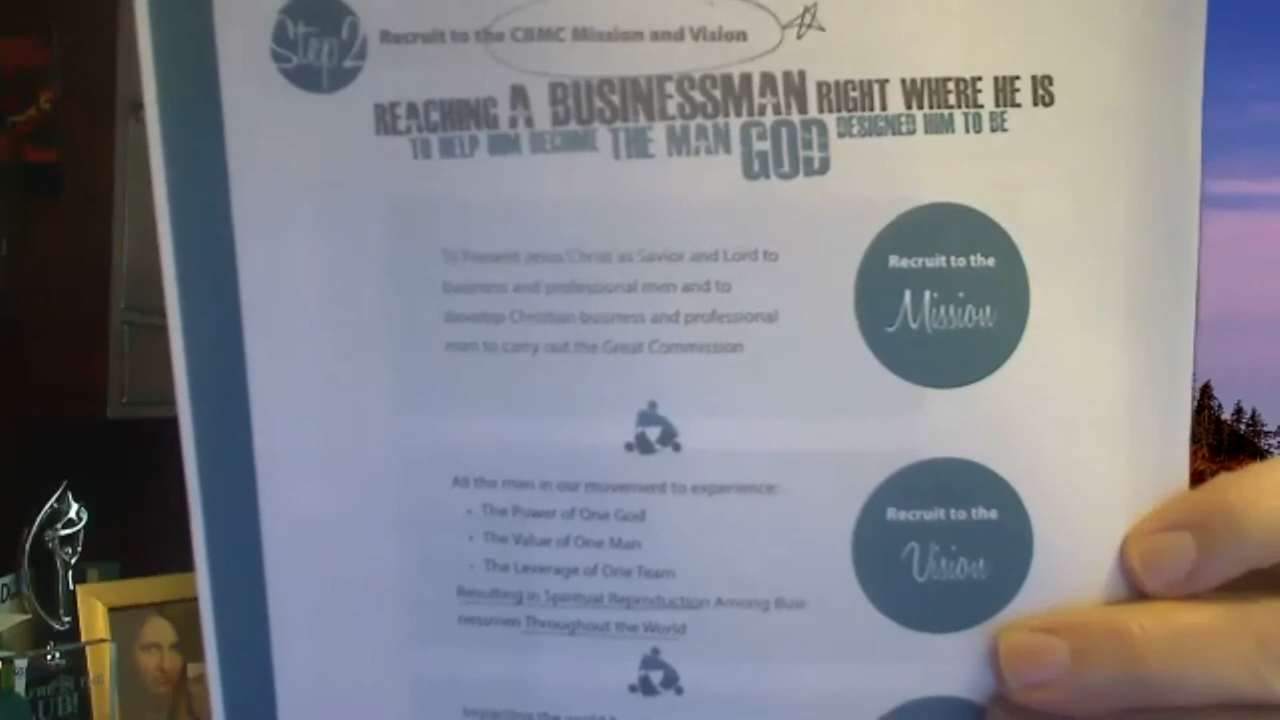 Step 2
Recruit to the CBMC Mission and Vision
REACHING A BUSINESSMAN RIGHT WHERE HE IS
TO HELP HIM BECOME THE MAN GOD DESIGNED HIM TO BE
To Present Jesus Christ as Savior and Lord to
business and professional men and to
develop Christian business and professional
men to carry out the Great Commission
Recruit to the
Mission
All the men in our movement to experience:
• The Power of One God
• The Value of One Man
• The Leverage of One Team
Resulting in Spiritual Reproduction Among Busi-
nessmen Throughout the World
Recruit to the
Vision